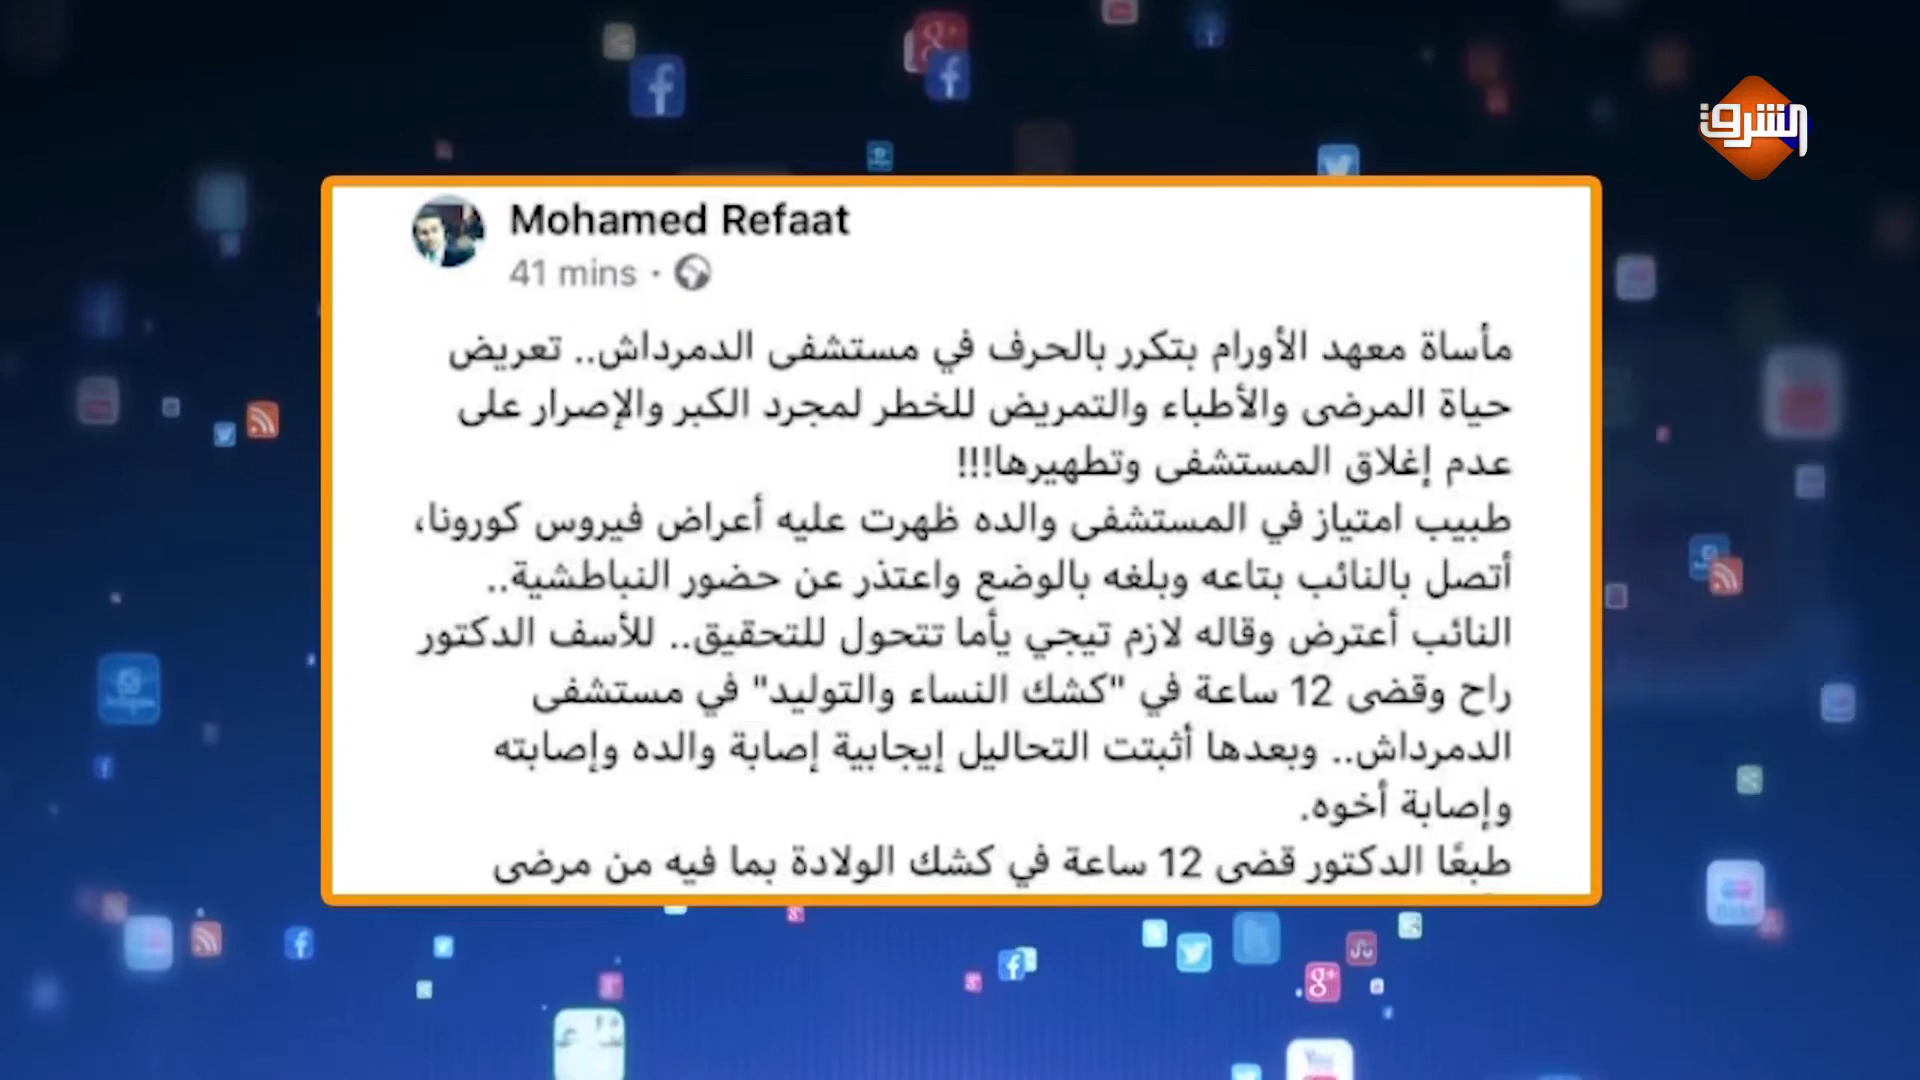 الشرق
Mohamed Refaat
41 mins ·
مأساة معهد الأورام بتكرر بالحرف في مستشفى الدمرداش.. تعريض
حياة المرضى والأطباء والتمريض للخطر لمجرد الكبر والإصرار على
عدم إغلاق المستشفى وتطهيرها!!!
طبيب امتياز في المستشفى والده ظهرت عليه أعراض فيروس كورونا،
أتصل بالنائب بتاعه وبلغه بالوضع واعتذر عن حضور النباطشية..
النائب أعترض وقاله لازم تيجي يأما تتحول للتحقيق.. للأسف الدكتور
راح وقضى 12 ساعة في "كشك النساء والتوليد" في مستشفى
الدمرداش.. وبعدها أثبتت التحاليل إيجابية إصابة والده وإصابته
وإصابة أخوه.
طبعًا الدكتور قضى 12 ساعة في كشك الولادة بما فيه من مرضى